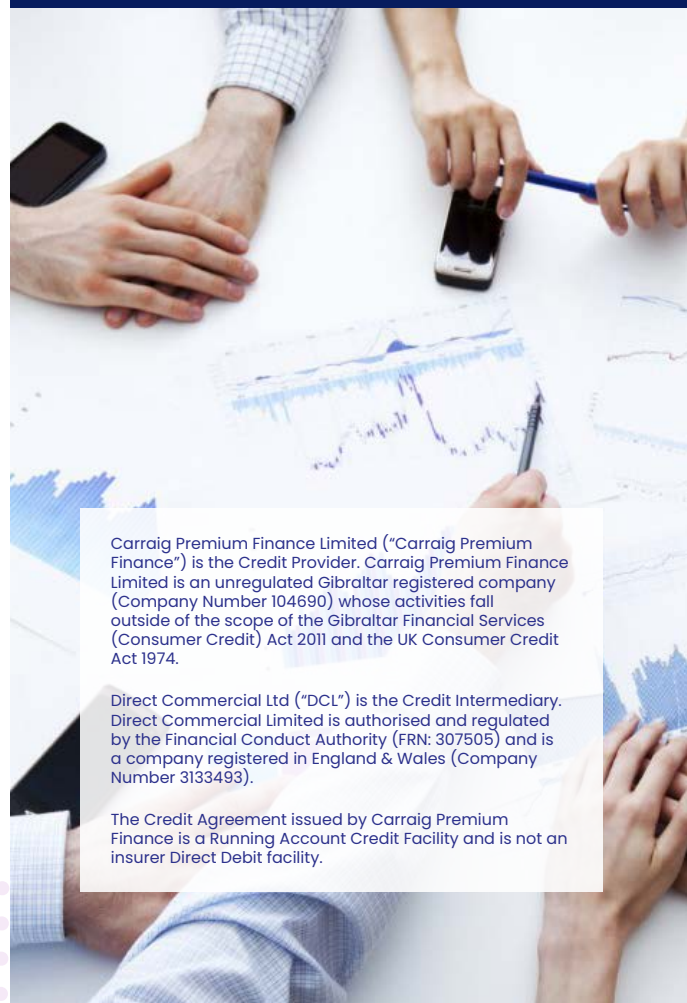 Carraig Premium Finance Limited (“Carraig Premium
Finance”) is the Credit Provider. Carraig Premium Finance
Limited is an unregulated Gibraltar registered company
(Company Number 104690) whose activities fall
outside of the scope of the Gibraltar Financial Services
(Consumer Credit) Act 2011 and the UK Consumer Credit
Act 1974.
Direct Commercial Ltd (“DCL”) is the Credit Intermediary.
Direct Commercial Limited is authorised and regulated
by the Financial Conduct Authority (FRN: 307505) and is
a company registered in England & Wales (Company
Number 3133493).
The Credit Agreement issued by Carraig Premium
Finance is a Running Account Credit Facility and is not an
insurer Direct Debit facility.